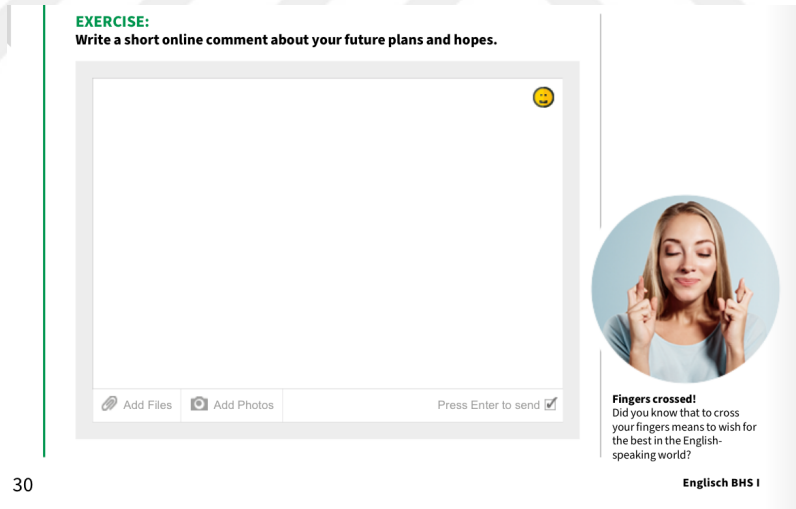 EXERCISE:
Write a short online comment about your future plans and hopes.
Add Files
Add Photos
Press Enter to send
Fingers crossed!
Did you know that to cross
your fingers means to wish for
the best in the English-
speaking world?
30
Englisch BHS I